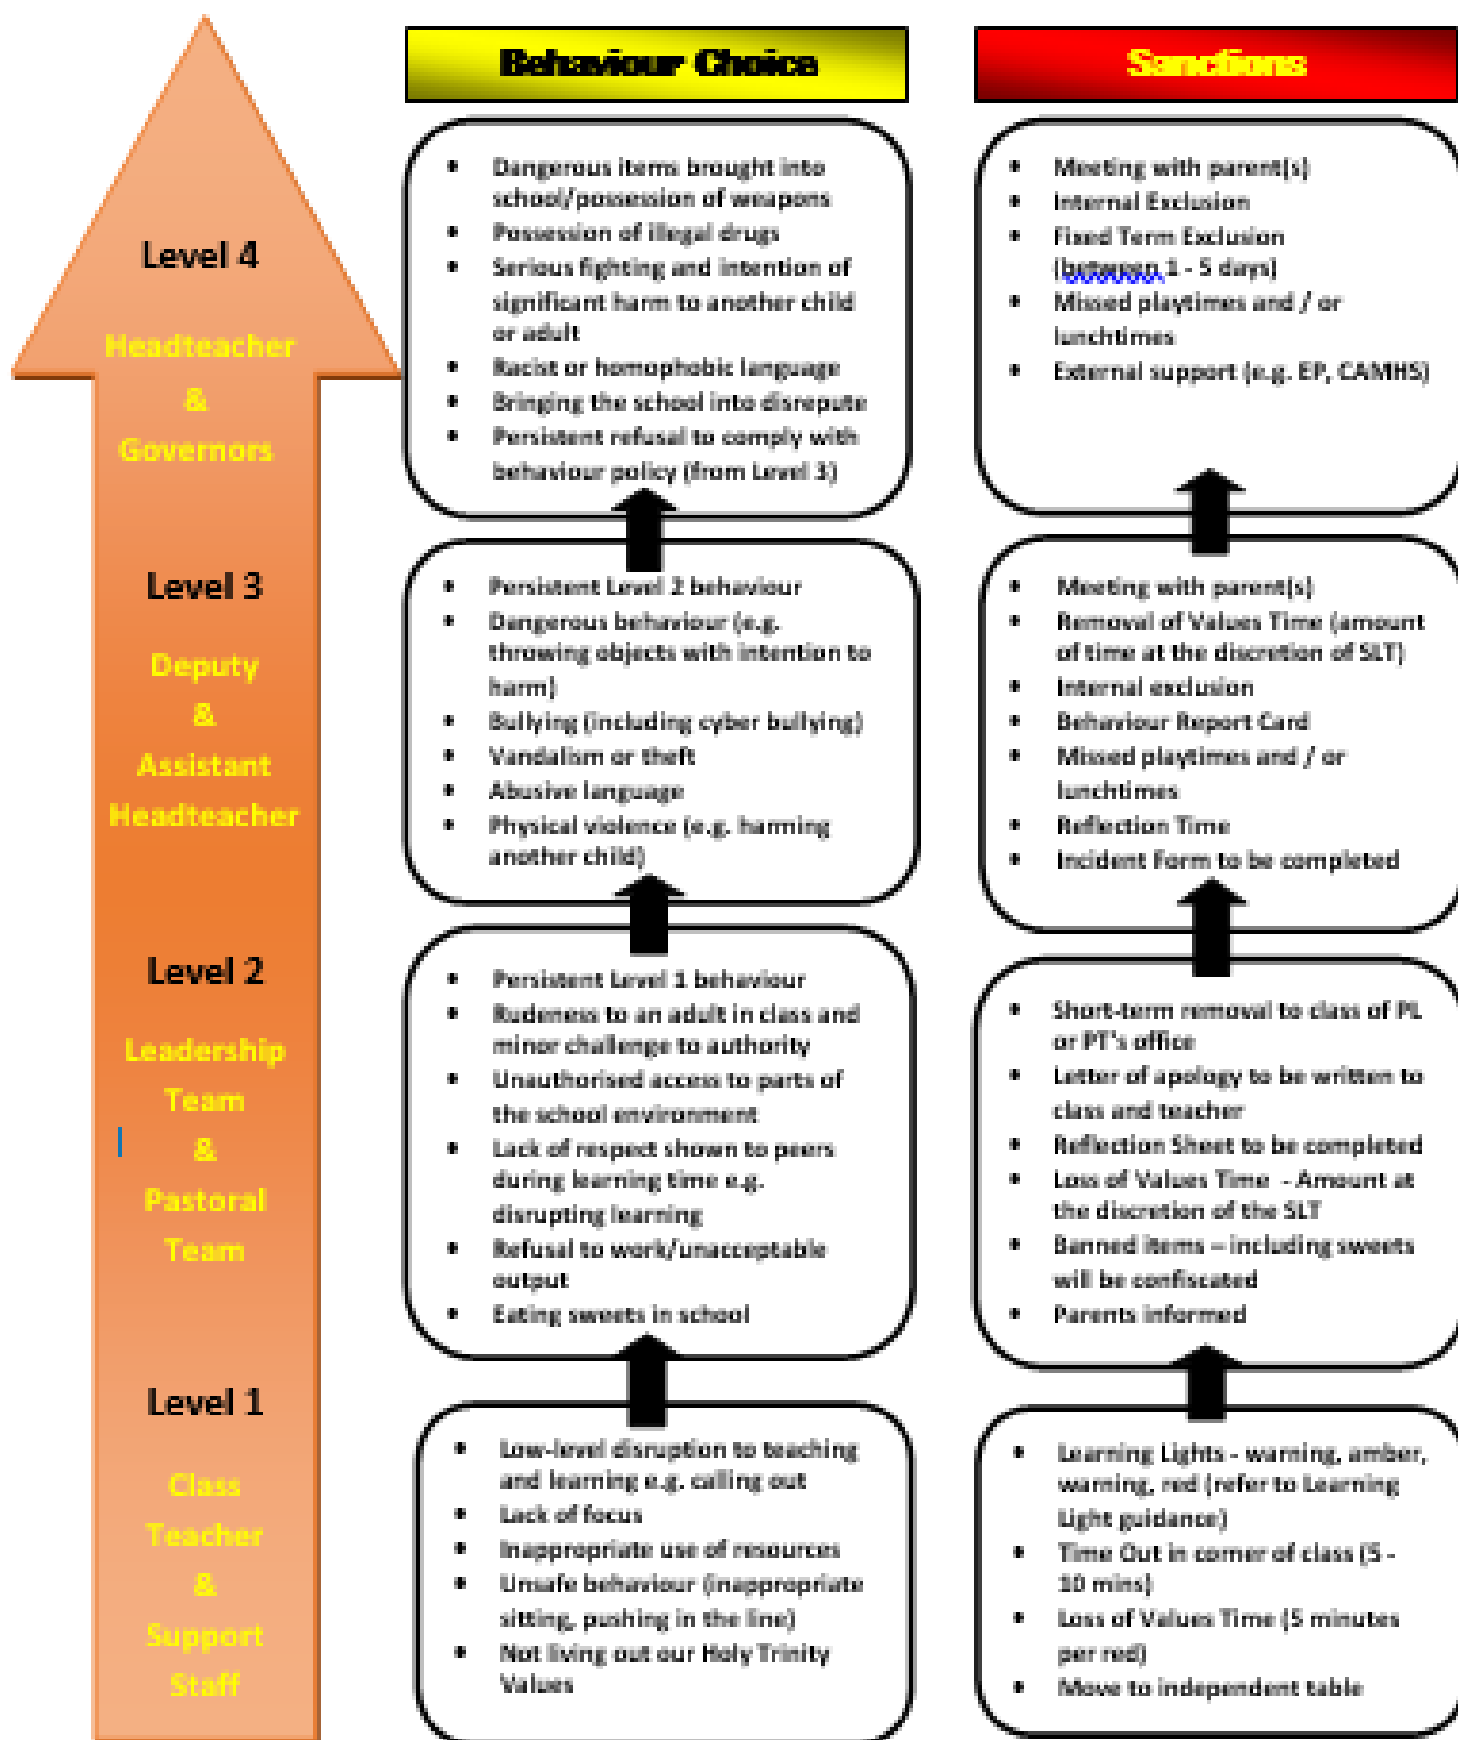 Behaviour Choice
Sanctions
Level 4
Headteacher
&
Governors
• Dangerous items brought into
school/possession of weapons
• Possession of illegal drugs
• Serious fighting and intention of
significant harm to another child
or adult
• Racist or homophobic language
• Bringing the school into disrepute
• Persistent refusal to comply with
behaviour policy (from Level 3)
• Meeting with parent(s)
• Internal Exclusion
• Fixed Term Exclusion
(between 1 - 5 days)
• Missed playtimes and / or
lunchtimes
• External support (e.g. EP, CAMHS)
Level 3
Deputy
&
Assistant
Headteacher
• Persistent Level 2 behaviour
• Dangerous behaviour (e.g.
throwing objects with intention to
harm)
• Bullying (including cyber bullying)
• Vandalism or theft
• Abusive language
• Physical violence (e.g. harming
another child)
• Meeting with parent(s)
• Removal of Values Time (amount
of time at the discretion of SLT)
• Internal exclusion
• Behaviour Report Card
• Missed playtimes and / or
lunchtimes
• Reflection Time
• Incident Form to be completed
Level 2
Leadership
Team
&
Pastoral
Team
• Persistent Level 1 behaviour
• Rudeness to an adult in class and
minor challenge to authority
• Unauthorised access to parts of
the school environment
• Lack of respect shown to peers
during learning time e.g.
disrupting learning
• Refusal to work/unacceptable
output
• Eating sweets in school
• Short-term removal to class of PL
or PT's office
• Letter of apology to be written to
class and teacher
• Reflection Sheet to be completed
• Loss of Values Time - Amount at
the discretion of the SLT
• Banned items – including sweets
will be confiscated
• Parents informed
Level 1
Class
Teacher
&
Support
Staff
• Low-level disruption to teaching
and learning e.g. calling out
• Lack of focus
• Inappropriate use of resources
• Unsafe behaviour (inappropriate
sitting, pushing in the line)
• Not living out our Holy Trinity
Values
• Learning Lights - warning, amber,
warning, red (refer to Learning
Light guidance)
• Time Out in corner of class (5 -
10 mins)
• Loss of Values Time (5 minutes
per red)
• Move to independent table